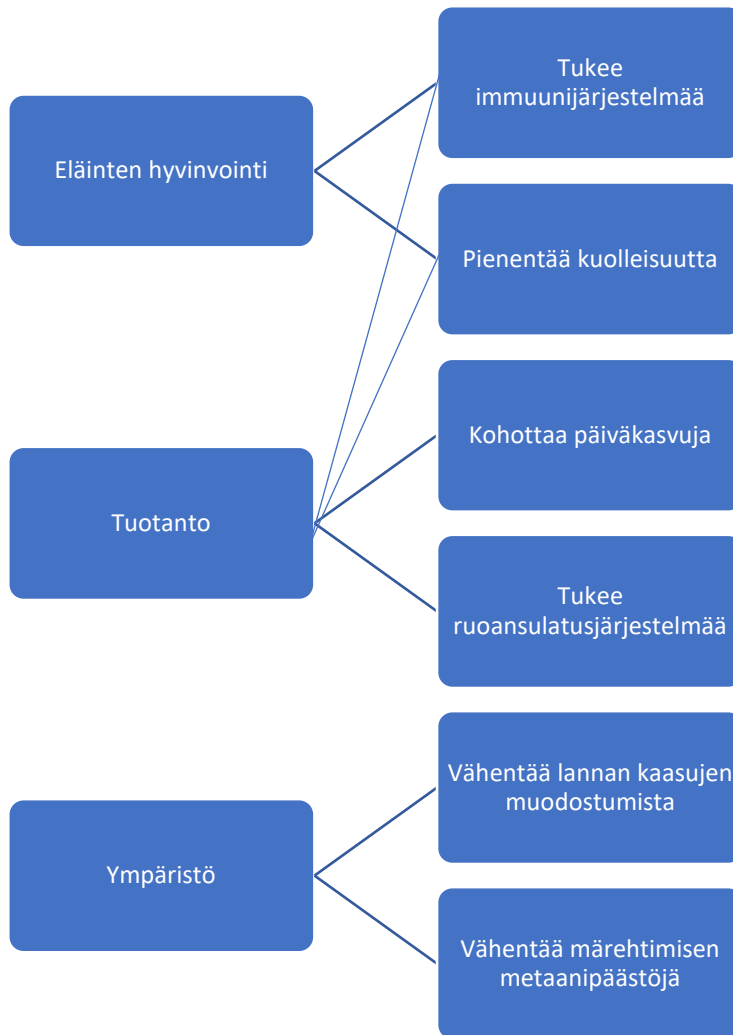 Eläinten hyvinvointi
Tukee
immuunijärjestelmää
Pienentää kuolleisuutta
Tuotanto
Kohottaa päiväkasvuja
Tukee
ruoansulatusjärjestelmää
Ympäristö
Vähentää lannan kaasujen
muodostumista
Vähentää märehtimisen
metaanipäästöjä